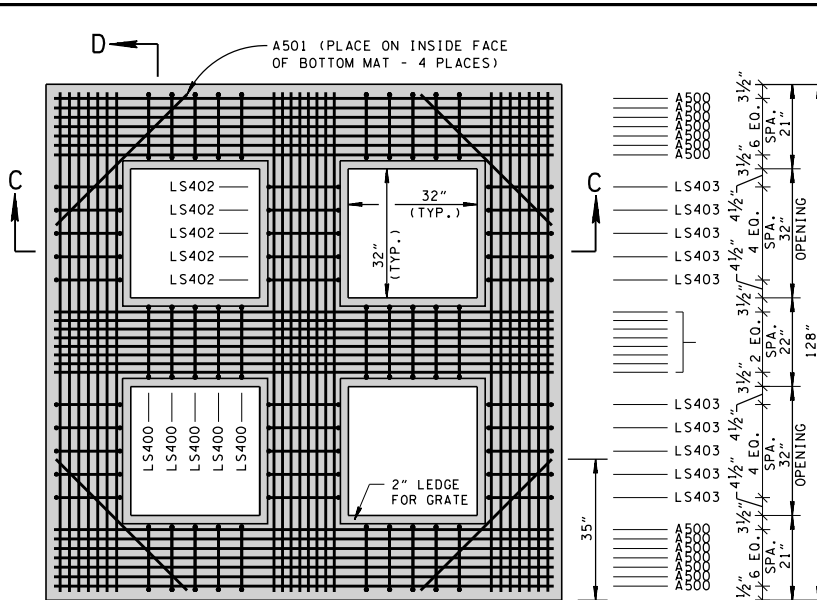 D
A501 (PLACE ON INSIDE FACE
OF BOTTOM MAT - 4 PLACES)
C
C
LS402
LS402
LS402
LS402
LS402
32"
(TYP.)
32"
(TYP.)
LS400
LS400
LS400
LS400
LS400
2" LEDGE
FOR GRATE
35"
A500
A500
A500
A500
A500
A500
A500
LS403
LS403
LS403
LS403
LS403
LS403
LS403
LS403
LS403
LS403
A500
A500
A500
A500
A500
A500
A500
3½"
6 EQ.
SPA.
21"
3½"
4½"
4 EQ.
SPA.
32"
OPENING
4½"
3½"
2 EQ.
SPA.
22"
3½"
4½"
4 EQ.
SPA.
32"
OPENING
4½"
3½"
6 EQ.
SPA.
21"
½"
128"